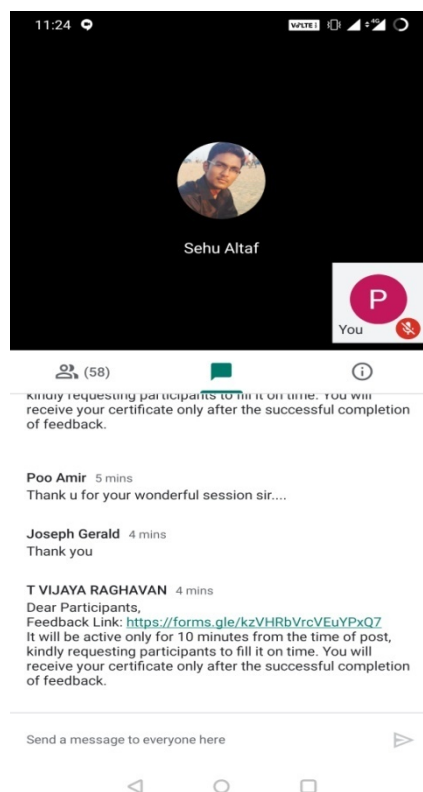 11:24
VoLTE 4G
Sehu Altaf
P
You
(58)
kindly requesting participants to fill it on time. You will
receive your certificate only after the successful completion
of feedback.
Poo Amir 5 mins
Thank u for your wonderful session sir....
Joseph Gerald 4 mins
Thank you
T VIJAYA RAGHAVAN 4 mins
Dear Participants,
Feedback Link: https://forms.gle/kzVHRbVrcVEuYPxQ7
It will be active only for 10 minutes from the time of post,
kindly requesting participants to fill it on time. You will
receive your certificate only after the successful completion
of feedback.
Send a message to everyone here